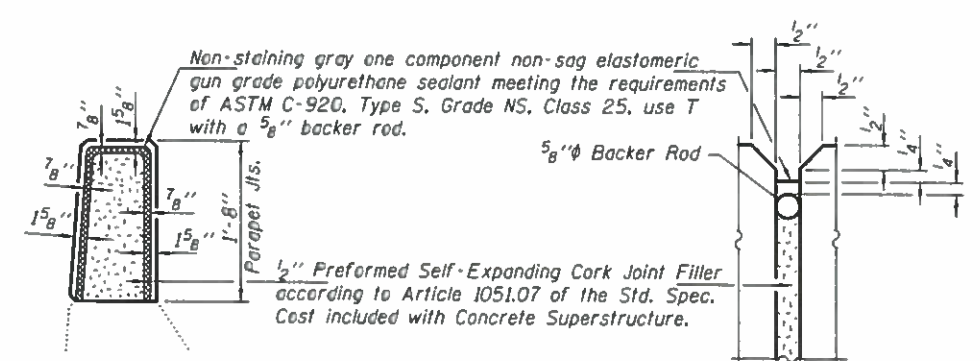 Non-staining gray one component non-sag elastomeric
gun grade polyurethane sealant meeting the requirements
of ASTM C-920, Type S, Grade NS, Class 25, use T
with a 5/8" backer rod.
7/8"
1 5/8"
7/8"
1 5/8"
7/8"
1 5/8"
1'-8"
Parapet Jts.
5/8"φ Backer Rod
1/2" Preformed Self-Expanding Cork Joint Filler
according to Article 1051.07 of the Std. Spec.
Cost included with Concrete Superstructure.
1/2"
1/2"
1/2"
1/2"
1/4"
1/4"